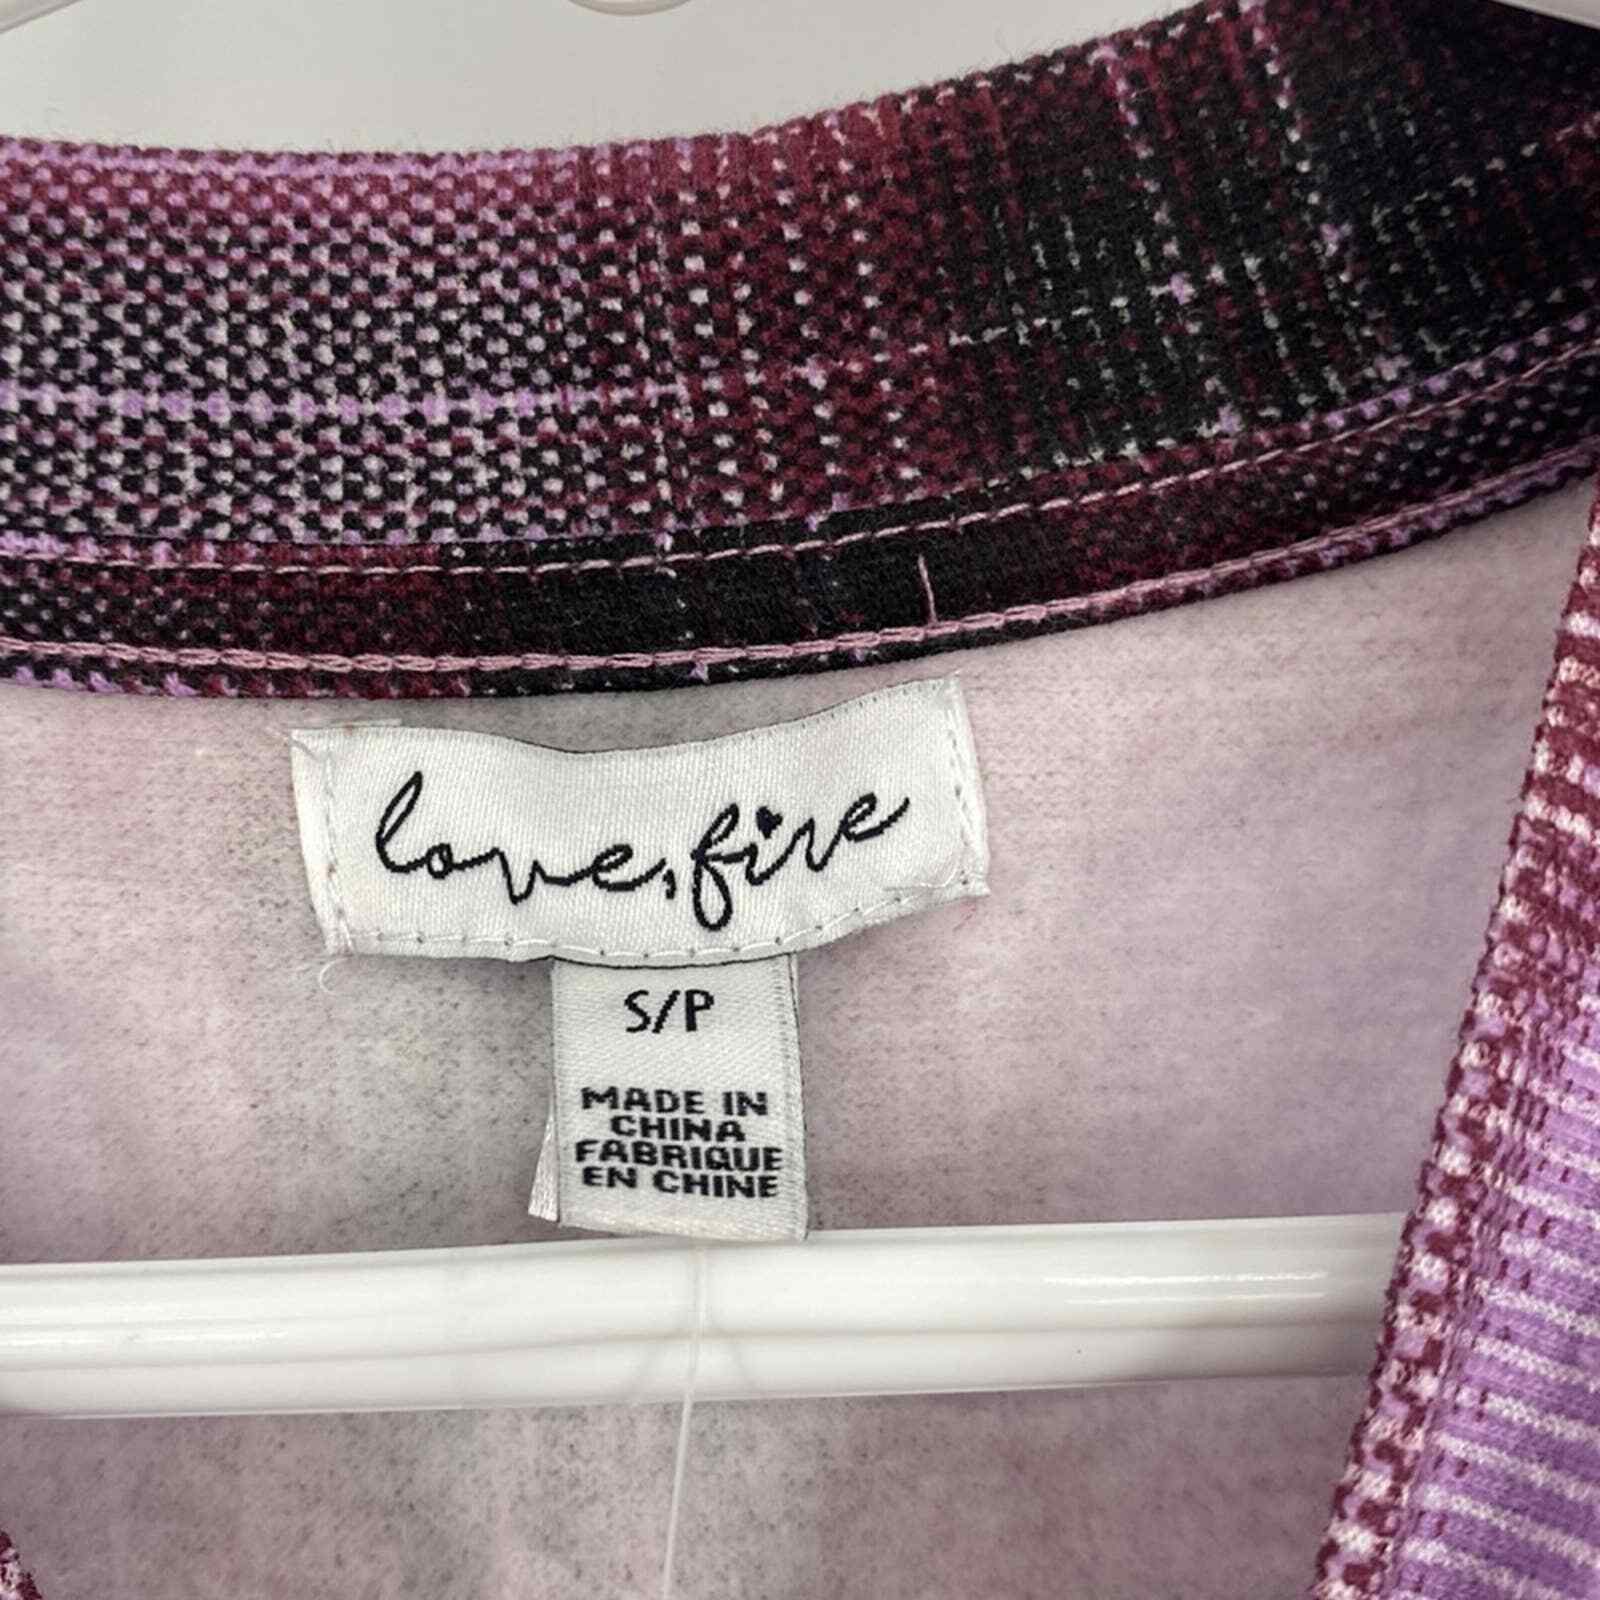 love, fire
S/P
MADE IN
CHINA
FABRIQUE
EN CHINE